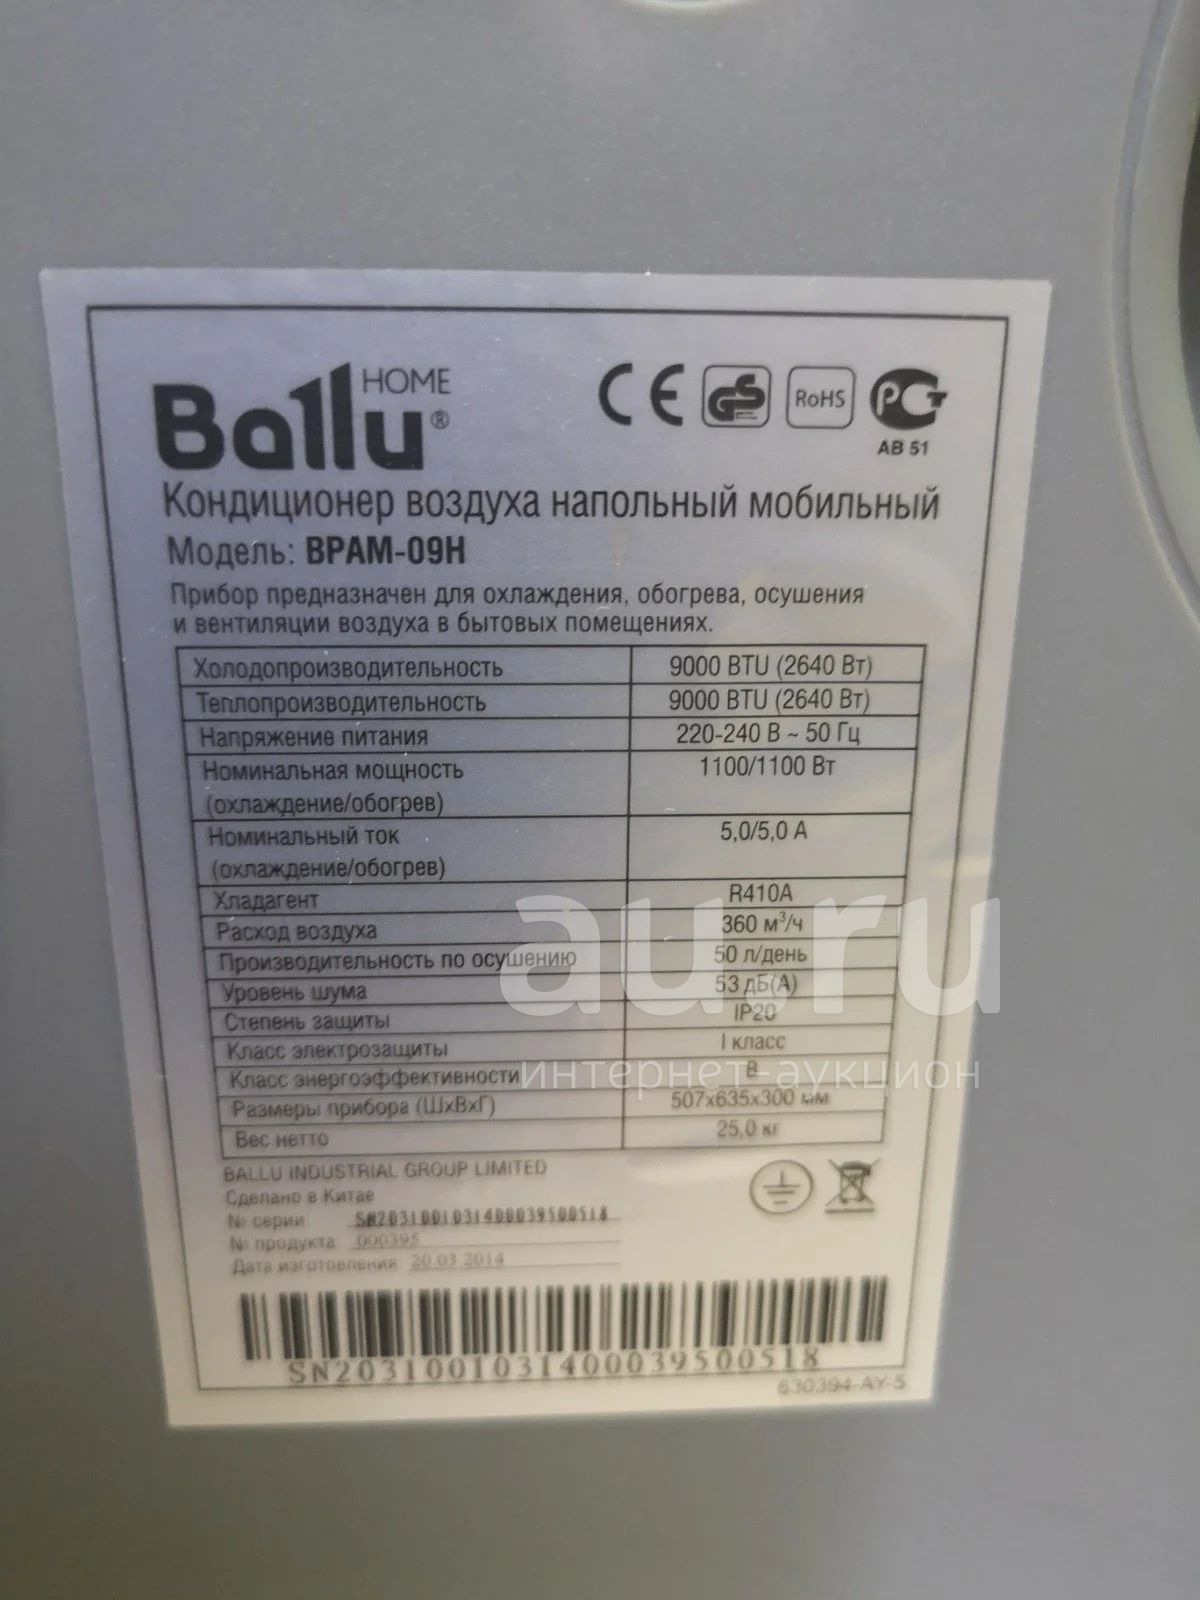 Ballu® HOME
CE GS RoHS РСТ
АВ 51
Кондиционер воздуха напольный мобильный
Модель: BPAM-09H
Прибор предназначен для охлаждения, обогрева, осушения
и вентиляции воздуха в бытовых помещениях.
Холодопроизводительность 9000 BTU (2640 Вт)
Теплопроизводительность 9000 BTU (2640 Вт)
Напряжение питания 220-240 В ~ 50 Гц
Номинальная мощность 1100/1100 Вт
(охлаждение/обогрев)
Номинальный ток 5,0/5,0 А
(охлаждение/обогрев)
Хладагент R410A
Расход воздуха 360 м³/ч
Производительность по осушению 50 л/день
Уровень шума 53 дБ(А)
Степень защиты IP20
Класс электрозащиты I класс
Класс энергоэффективности В
Размеры прибора (ШхВхГ) 507х635х300 мм
Вес нетто 25,0 кг
BALLU INDUSTRIAL GROUP LIMITED
Сделано в Китае
№ серии: SN2031001031400039500518
№ продукта 000395
Дата изготовления: 20.03.2014
SN2031001031400039500518
630394-AY-5
au.ru
интернет-аукцион